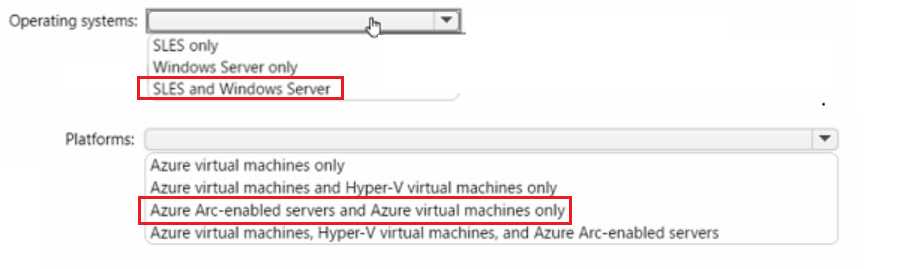 Operating systems:
SLES only
Windows Server only
SLES and Windows Server
Platforms:
Azure virtual machines only
Azure virtual machines and Hyper-V virtual machines only
Azure Arc-enabled servers and Azure virtual machines only
Azure virtual machines, Hyper-V virtual machines, and Azure Arc-enabled servers